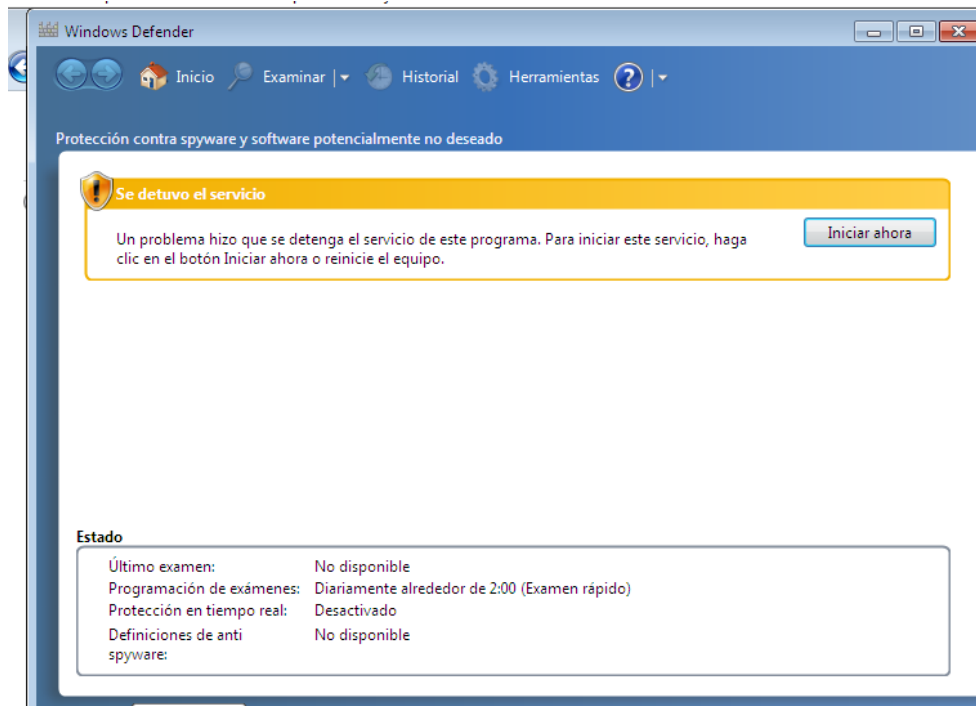 Windows Defender
Inicio Examinar Historial Herramientas
Protección contra spyware y software potencialmente no deseado
Se detuvo el servicio
Un problema hizo que se detenga el servicio de este programa. Para iniciar este servicio, haga
clic en el botón Iniciar ahora o reinicie el equipo.
Iniciar ahora
Estado
Último examen: No disponible
Programación de exámenes: Diariamente alrededor de 2:00 (Examen rápido)
Protección en tiempo real: Desactivado
Definiciones de anti No disponible
spyware: